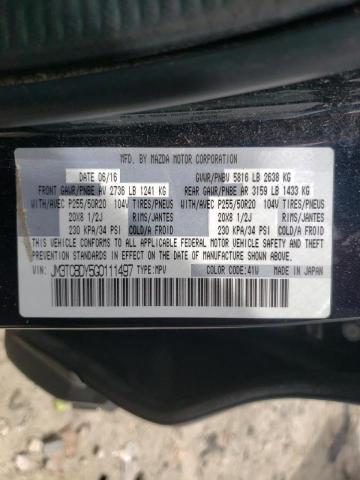 MFD. BY MAZDA MOTOR CORPORATION
DATE 06/16 GVWR/PNBV 5816 LB 2638 KG
FRONT GAWR/PNBE AV 2736 LB 1241 KG REAR GAWR/PNBE AR 3159 LB 1433 KG
WITH/AVEC P255/50R20 104V TIRES/PNEUS WITH/AVEC P255/50R20 104V TIRES/PNEUS
20X8 1/2J RIMS/JANTES 20X8 1/2J RIMS/JANTES
230 KPA/34 PSI COLD/A FROID 230 KPA/34 PSI COLD/A FROID
THIS VEHICLE CONFORMS TO ALL APPLICABLE FEDERAL MOTOR VEHICLE SAFETY
STANDARDS IN EFFECT ON THE DATE OF MANUFACTURE SHOWN ABOVE.
VIN: JM3TC8DY5G0111497 TYPE: MPV COLOR CODE: 41W MADE IN JAPAN